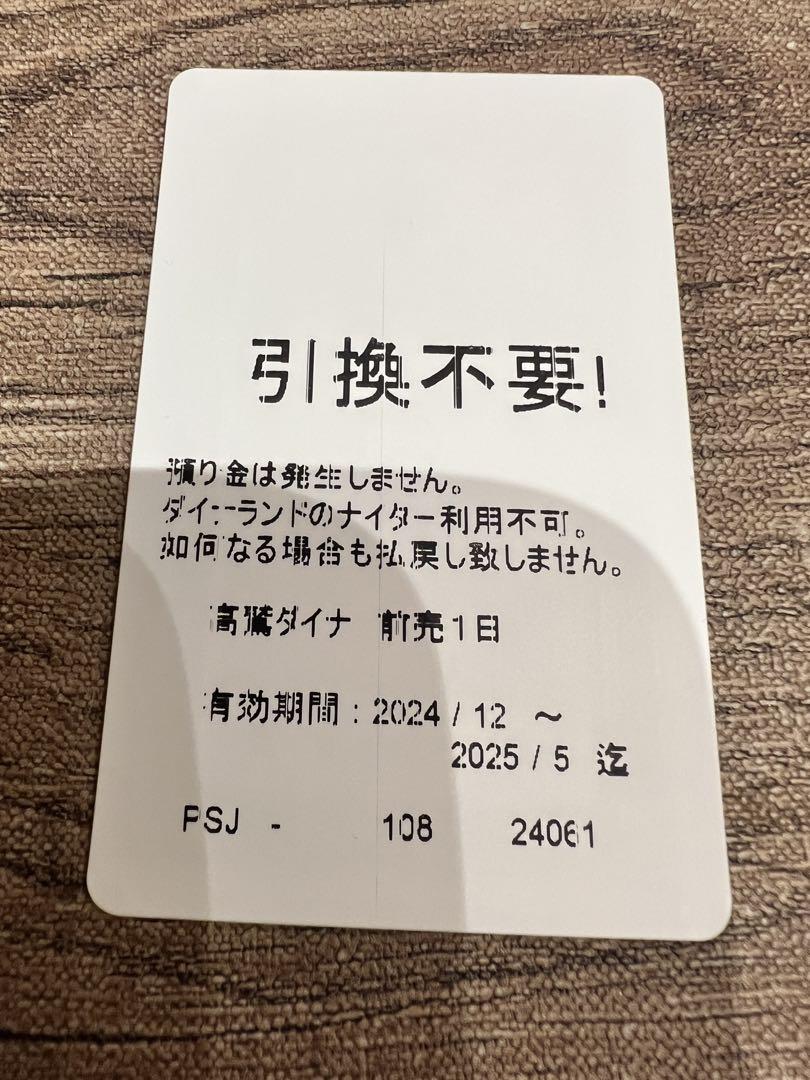 引換不要!
預り金は発生しません。
ダイナランドのナイター利用不可。
如何なる場合も払戻し致しません。
高鷲ダイナ 前売1日
有効期間:2024/12 ~
2025/5 迄
PSJ - 108 24061